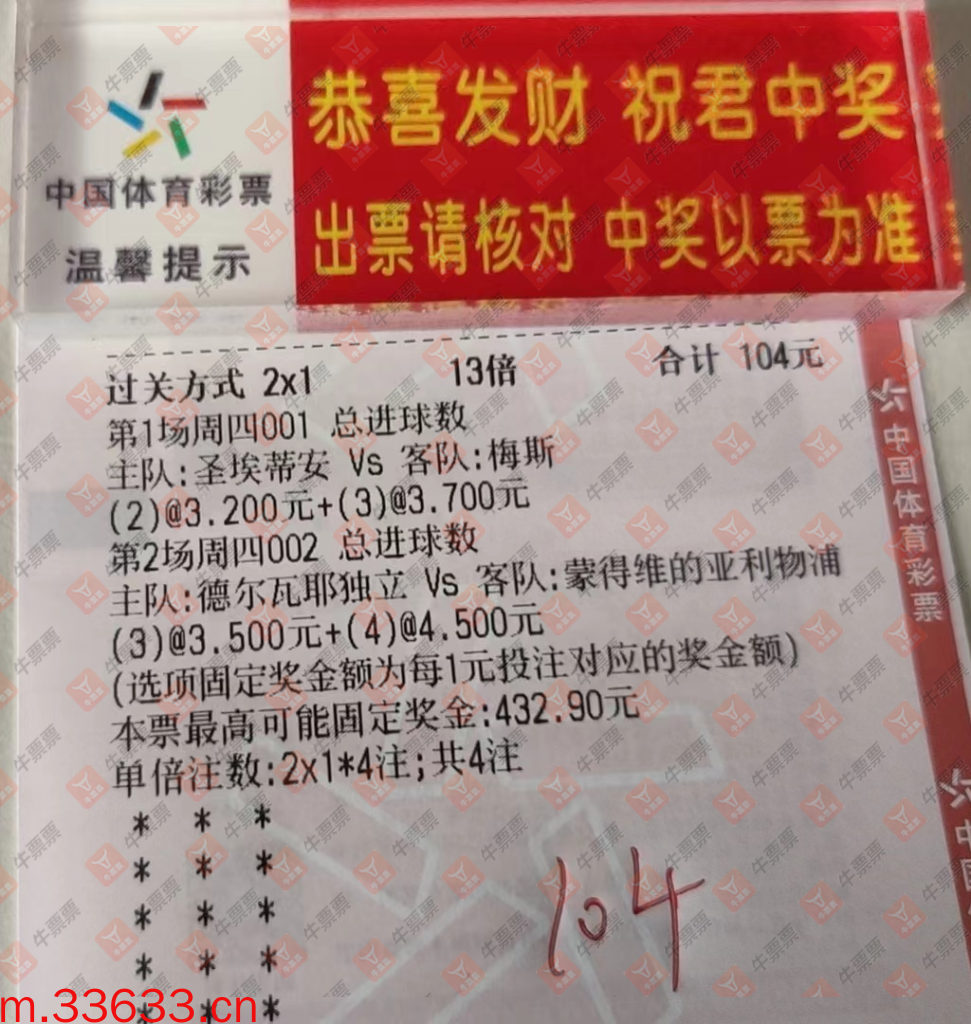 恭喜发财 祝君中奖
中国体育彩票
温馨提示
出票请核对 中奖以票为准
过关方式 2x1 13倍 合计 104元
第1场周四001 总进球数
主队:圣埃蒂安 Vs 客队:梅斯
(2)@3.200元+(3)@3.700元
第2场周四002 总进球数
主队:德尔瓦耶独立 Vs 客队:蒙得维的亚利物浦
(3)@3.500元+(4)@4.500元
(选项固定奖金额为每1元投注对应的奖金额)
本票最高可能固定奖金:432.90元
单倍注数:2x1*4注;共4注
* * *
* * *
* * *
* * *
* * *
104
中国体育彩票
中国
牛票票
m.33633.cn